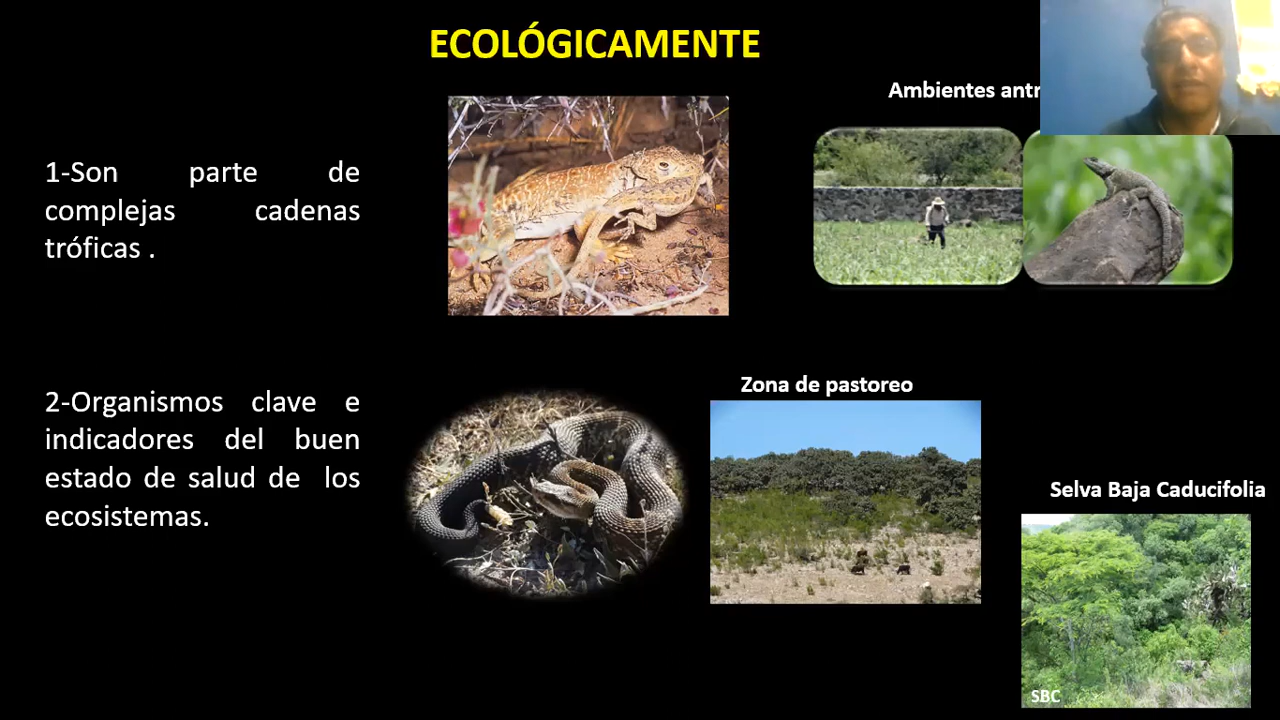 ECOLÓGICAMENTE
Ambientes
1-Son parte de
complejas cadenas
tróficas .
Zona de pastoreo
2-Organismos clave e
indicadores del buen
estado de salud de los
ecosistemas.
Selva Baja Caducifolia
SBC